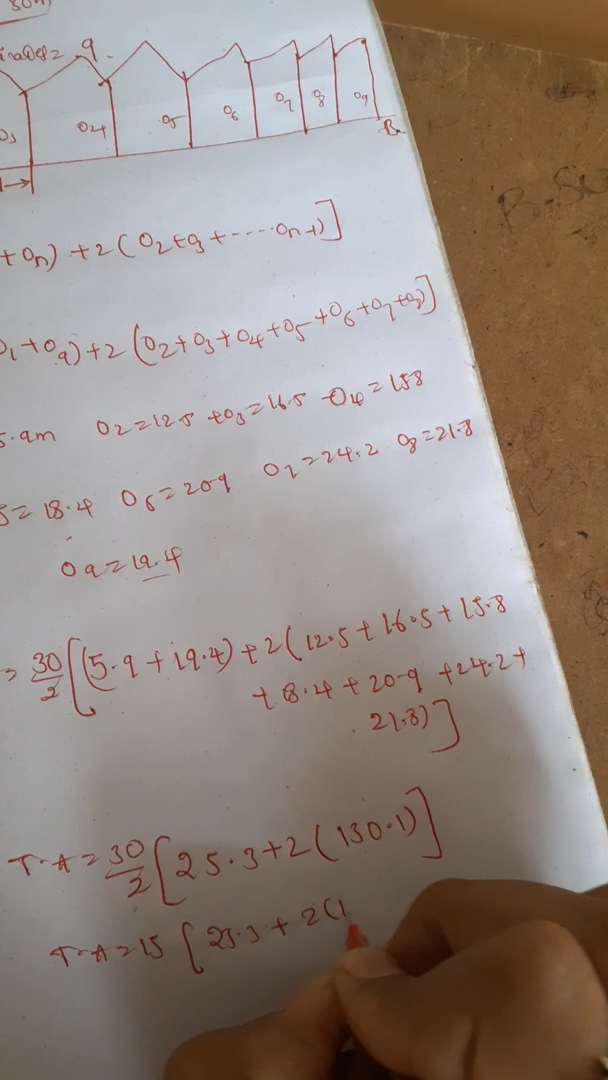 = 9
O3 O4 O5 O6 O7 O8 O9
B
+ On) + 2 ( O2 + O3 + ..... On-1 ) ]
O1 + O9) + 2 (O2 + O3 + O4 + O5 + O6 + O7 + O8)]
5.9m O2 = 12.5 + O3 = 16.5 O4 = 15.8
5 = 18.4 O6 = 20.9 O7 = 24.2 O8 = 21.8
O9 = 19.4
= 30/2 [(5.9 + 19.4) + 2 (12.5 + 16.5 + 15.8
+ 18.4 + 20.9 + 24.2 +
21.8)]
T.A = 30/2 [25.3 + 2 (130.1)]
T.A = 15 [25.3 + 2 (1